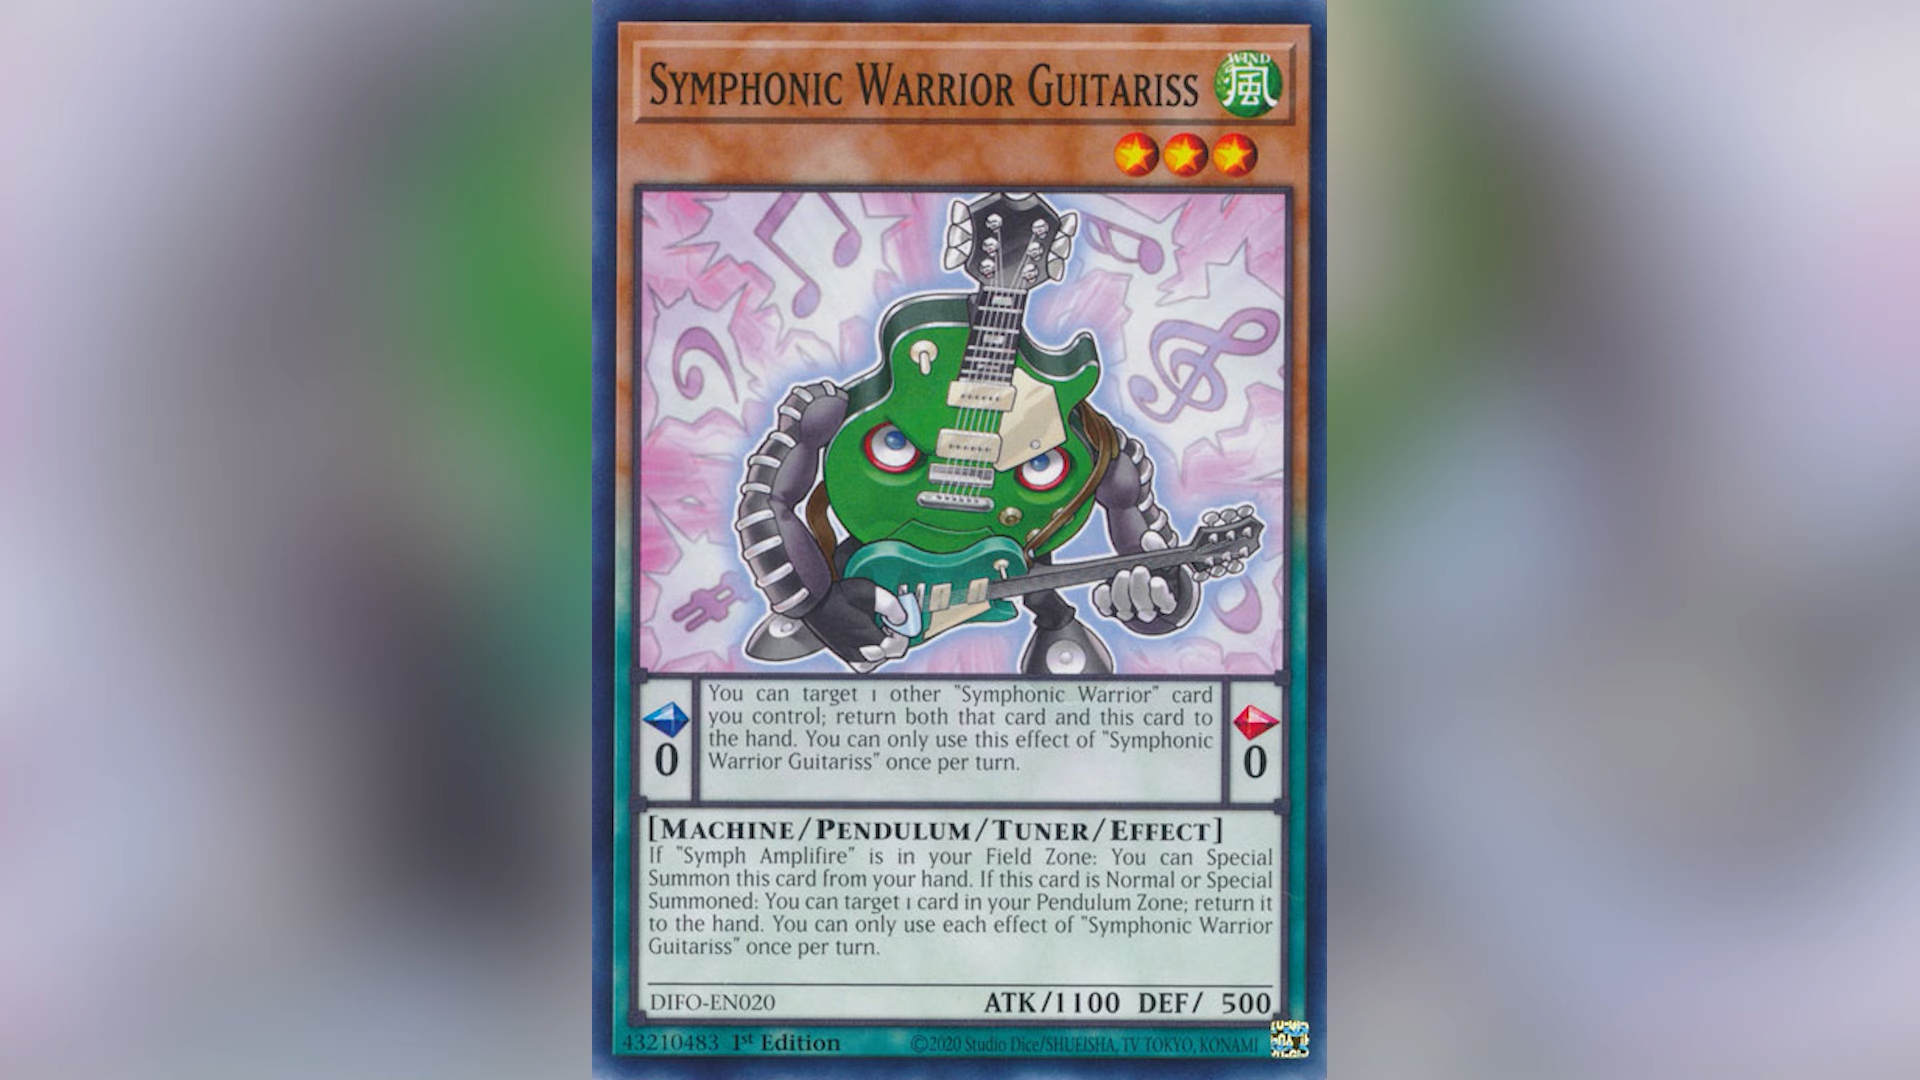 SYMPHONIC WARRIOR GUITARISS
WIND
風
0
You can target 1 other "Symphonic Warrior" card
you control; return both that card and this card to
the hand. You can only use this effect of "Symphonic
Warrior Guitariss" once per turn.
0
[MACHINE/PENDULUM/TUNER/EFFECT]
If "Symph Amplifire" is in your Field Zone: You can Special
Summon this card from your hand. If this card is Normal or Special
Summoned: You can target 1 card in your Pendulum Zone; return it
to the hand. You can only use each effect of "Symphonic Warrior
Guitariss" once per turn.
DIFO-EN020 ATK/1100 DEF/ 500
43210483 1st Edition ©2020 Studio Dice/SHUEISHA, TV TOKYO, KONAMI